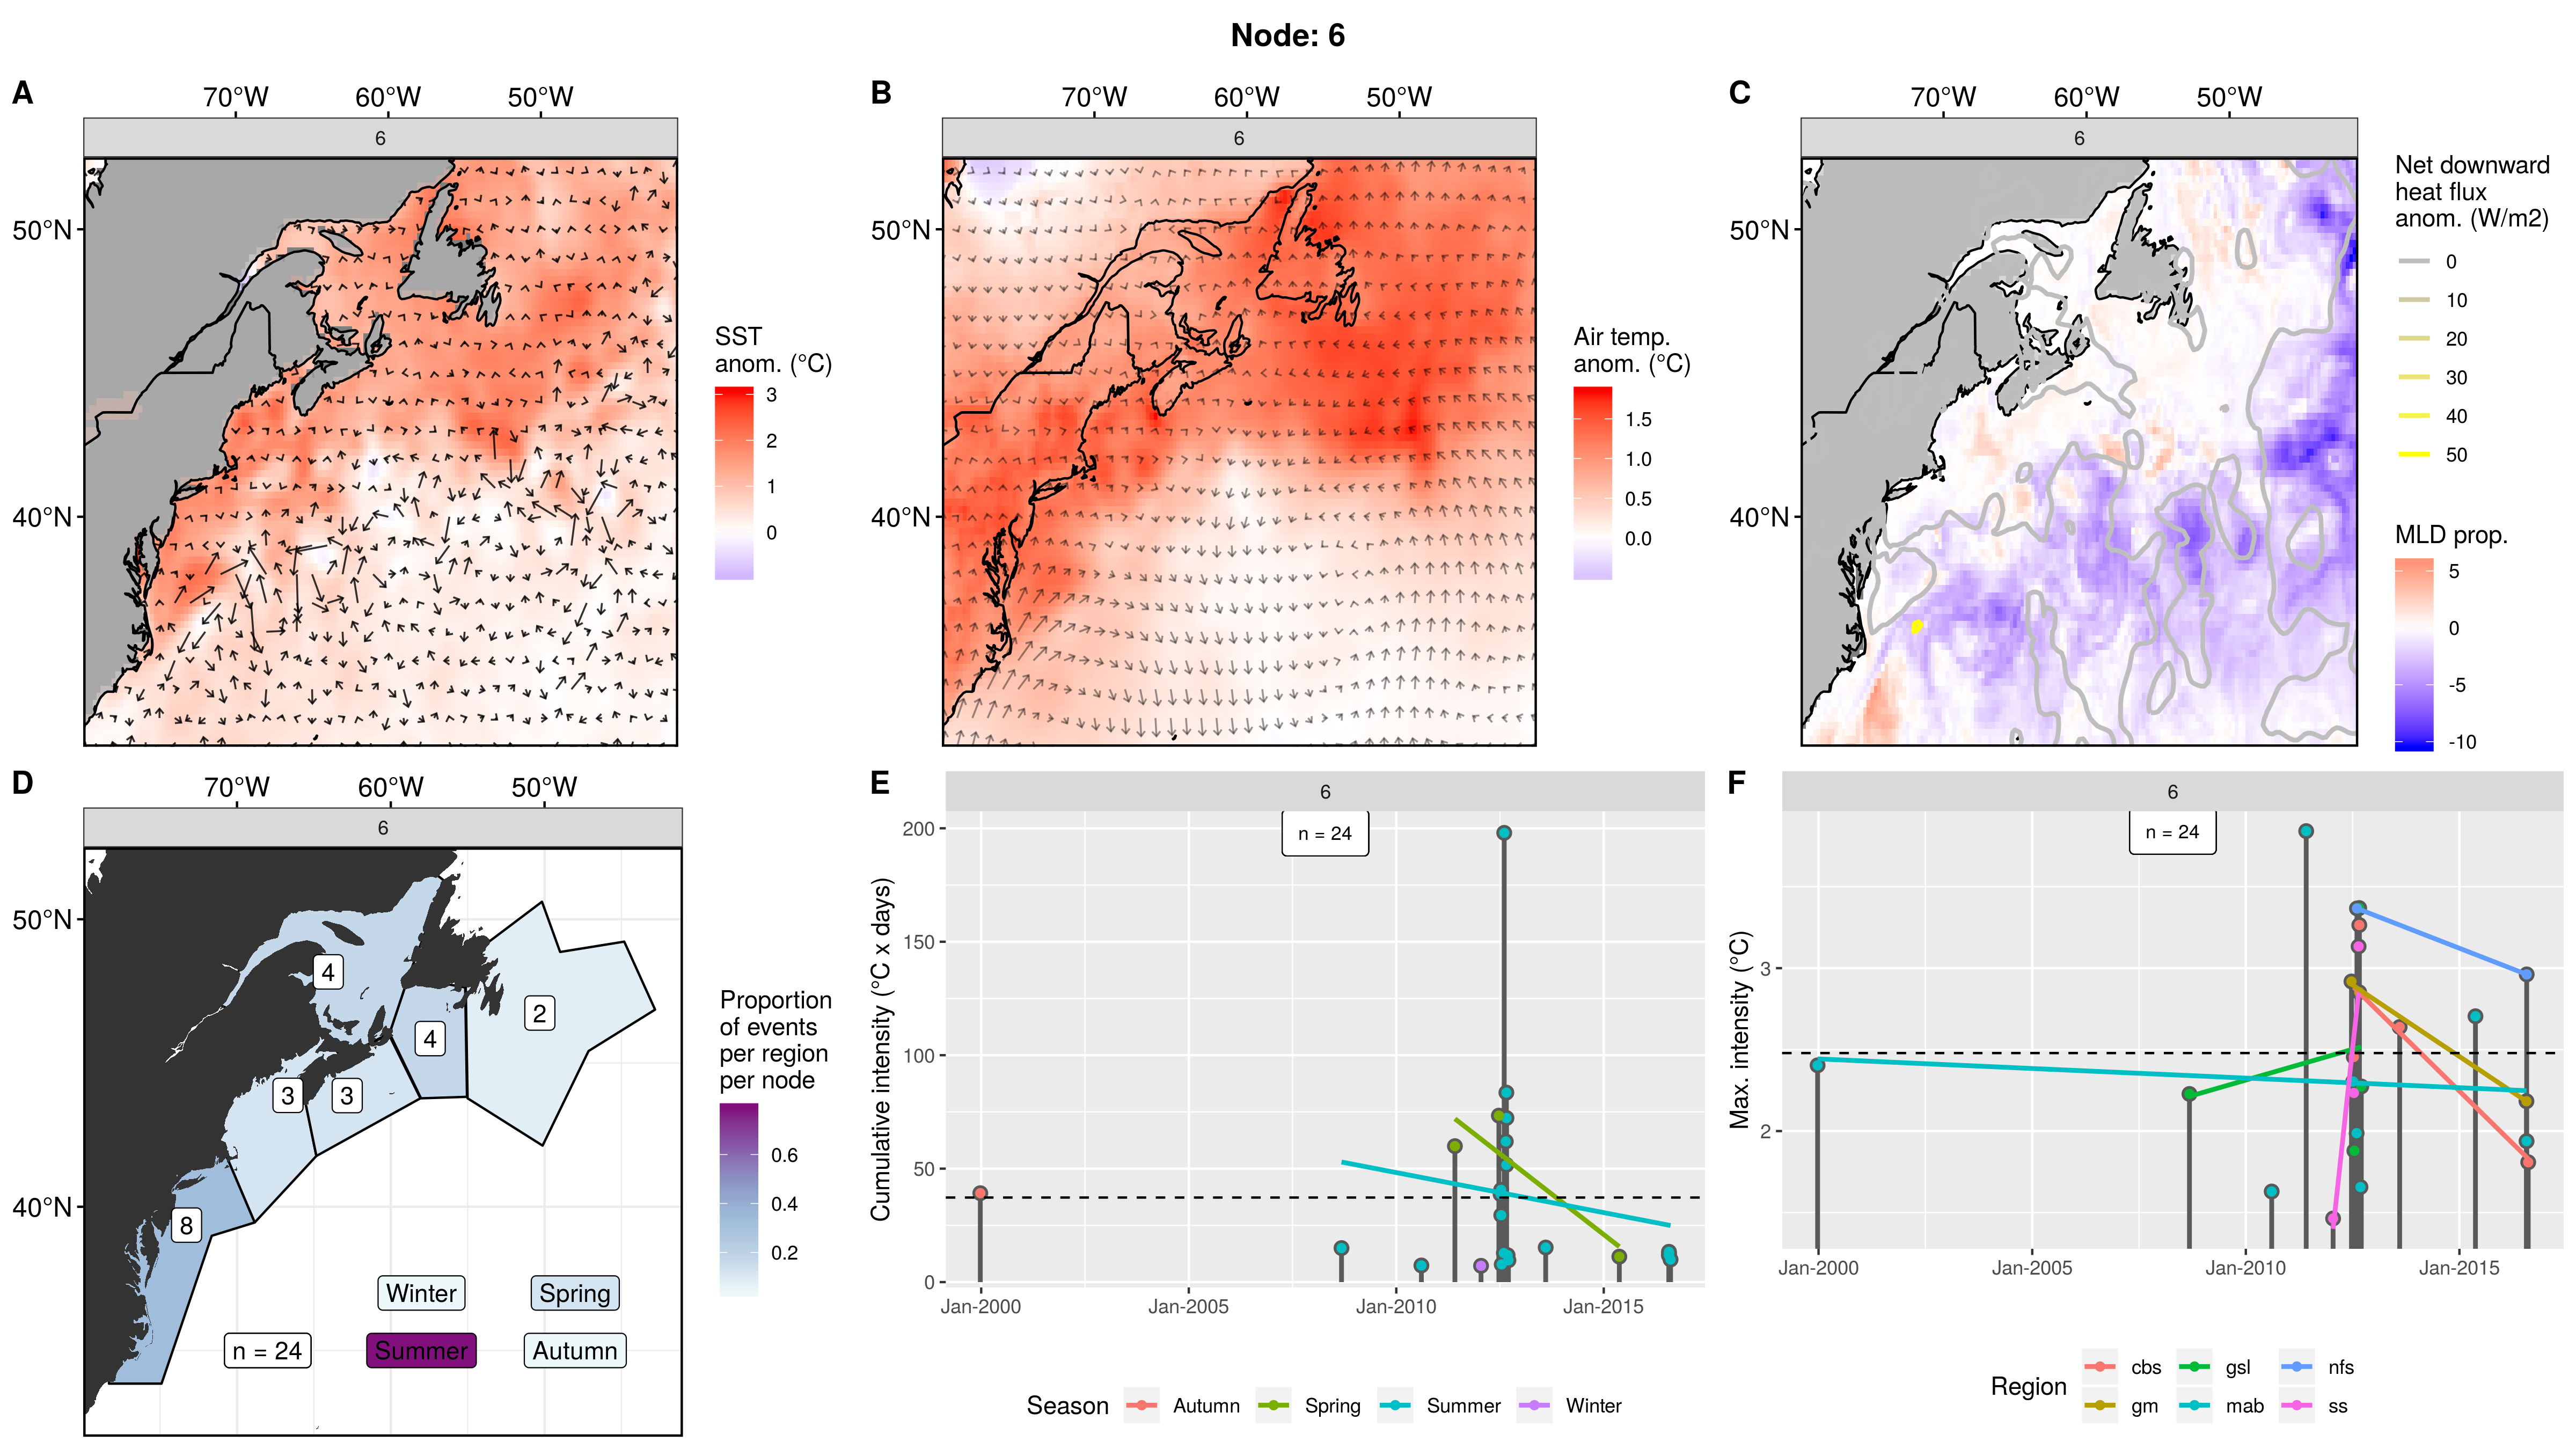 Node: 6
A
70°W 60°W 50°W
6
50°N
40°N
SST
anom. (°C)
3
2
1
0
B
70°W 60°W 50°W
6
50°N
40°N
Air temp.
anom. (°C)
1.5
1.0
0.5
0.0
C
70°W 60°W 50°W
6
50°N
40°N
Net downward
heat flux
anom. (W/m2)
0
10
20
30
40
50
MLD prop.
5
0
-5
-10
D
70°W 60°W 50°W
6
50°N
40°N
4
4
2
3
3
8
Winter
Spring
n = 24
Summer
Autumn
Proportion
of events
per region
per node
0.6
0.4
0.2
E
6
n = 24
Cumulative intensity (°C x days)
200
150
100
50
0
Jan-2000 Jan-2005 Jan-2010 Jan-2015
Season Autumn Spring Summer Winter
F
6
n = 24
Max. intensity (°C)
3
2
Jan-2000 Jan-2005 Jan-2010 Jan-2015
Region
cbs gsl nfs
gm mab ss